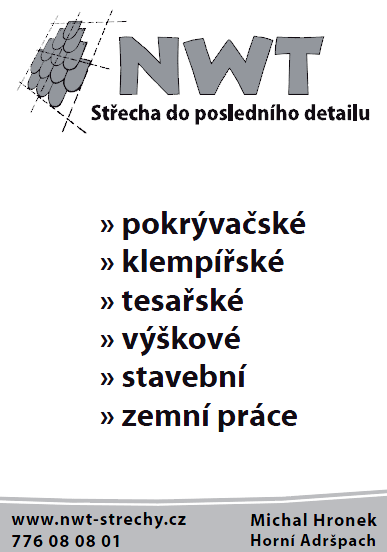 NWT
Střecha do posledního detailu
» pokrývačské
» klempířské
» tesařské
» výškové
» stavební
» zemní práce
www.nwt-strechy.cz
776 08 08 01
Michal Hronek
Horní Adršpach